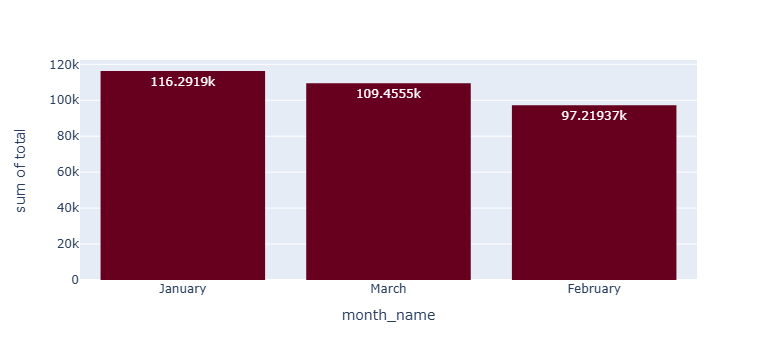 120k
100k
80k
60k
40k
20k
0
sum of total
116.2919k
109.4555k
97.21937k
January
March
February
month_name